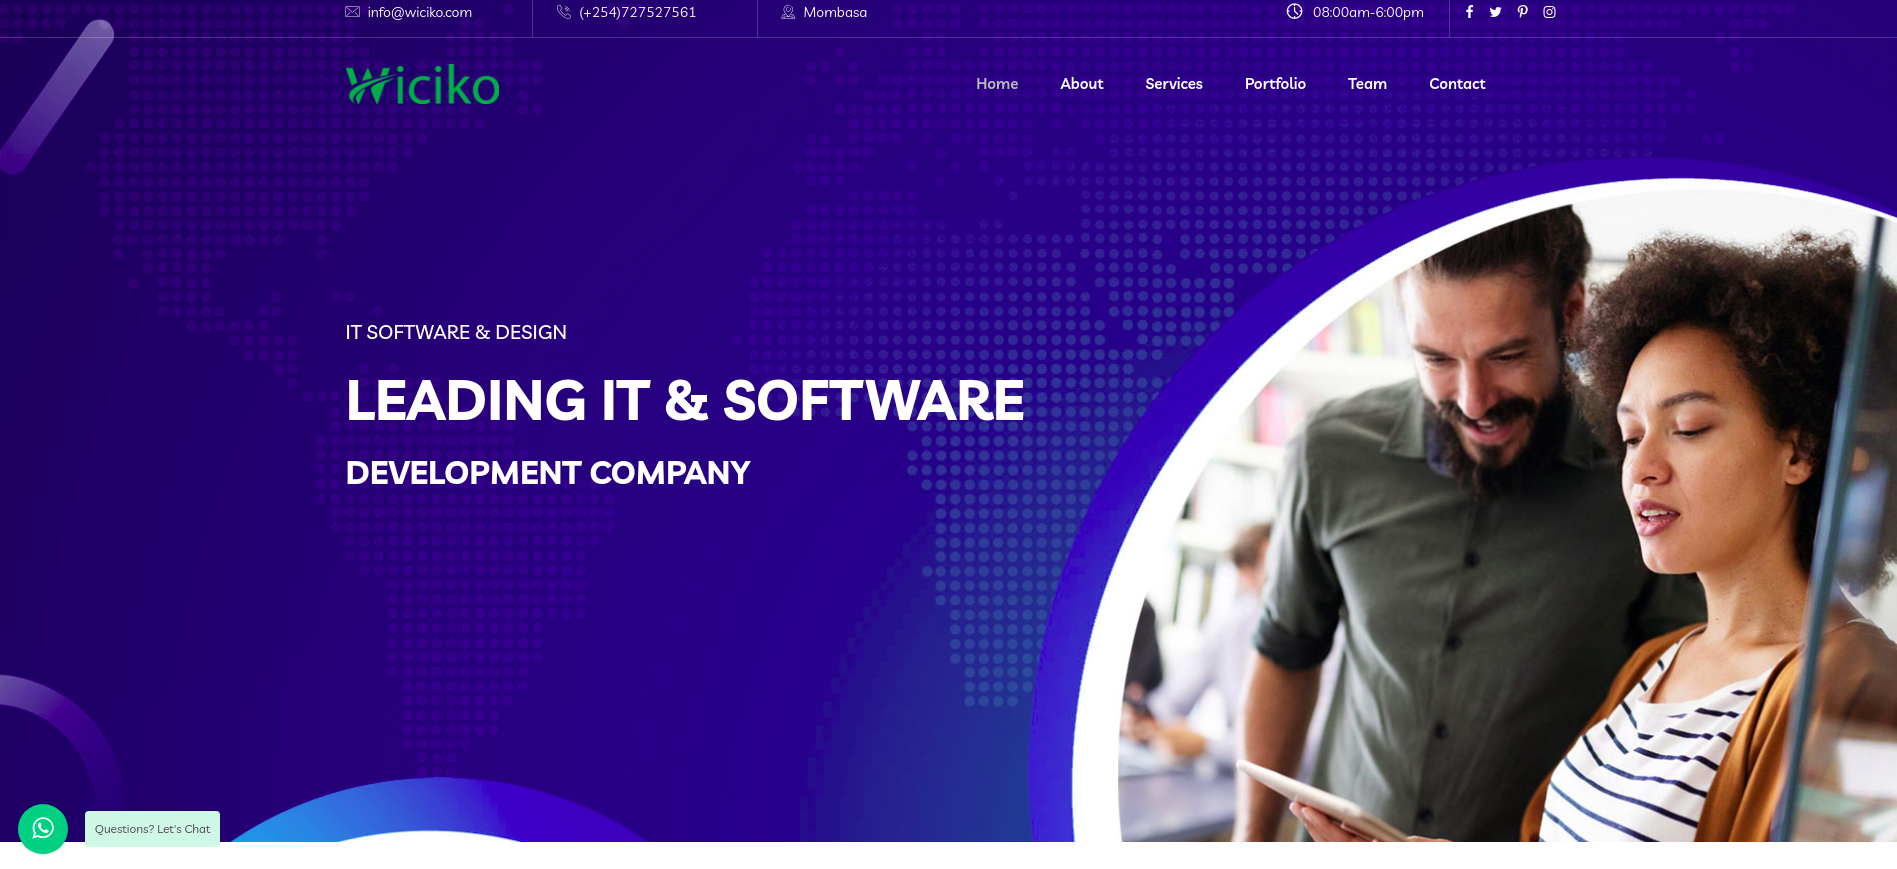 info@wiciko.com
(+254)727527561
Mombasa
08:00am-6:00pm
Wiciko
Home
About
Services
Portfolio
Team
Contact
IT SOFTWARE & DESIGN
LEADING IT & SOFTWARE
DEVELOPMENT COMPANY
Questions? Let's Chat